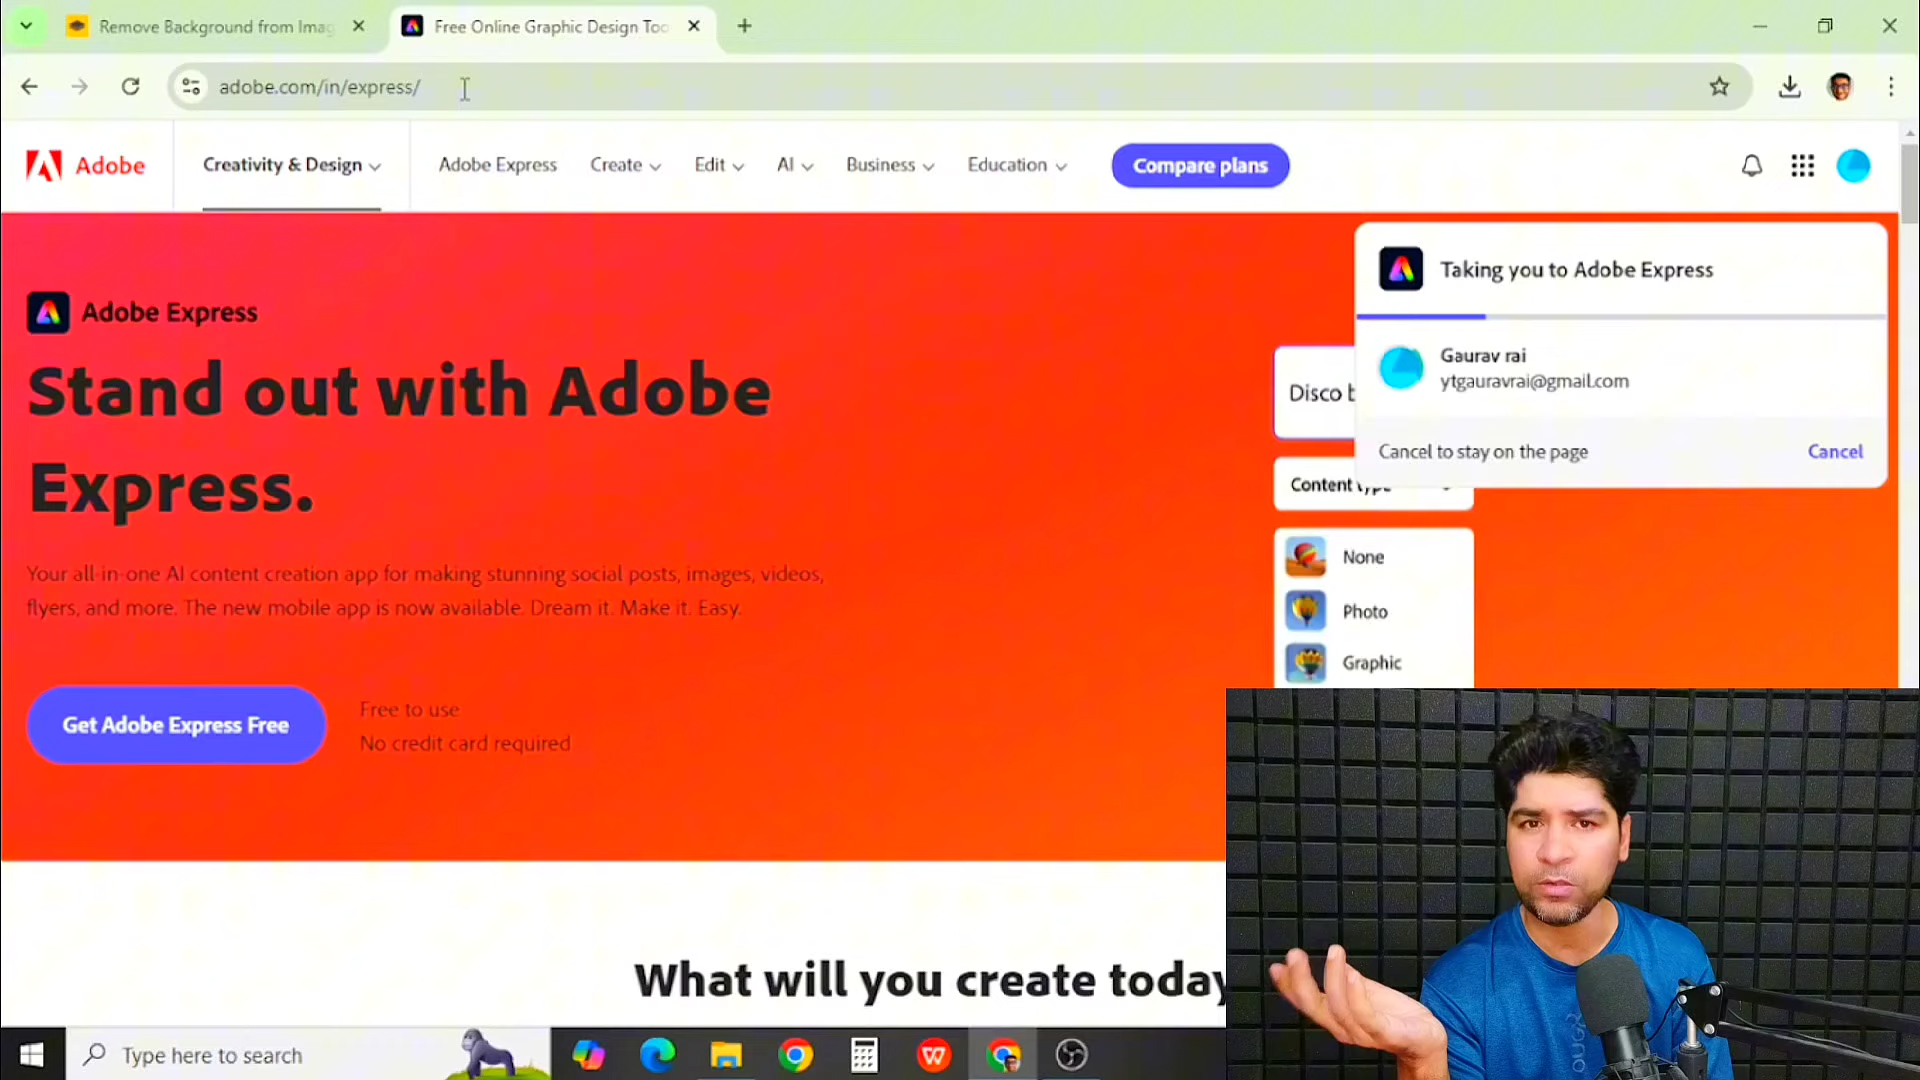 Remove Background from Imag
Free Online Graphic Design Too
adobe.com/in/express/
Adobe
Creativity & Design
Adobe Express
Create
Edit
AI
Business
Education
Compare plans
Taking you to Adobe Express
Gaurav rai
ytgauravrai@gmail.com
Cancel to stay on the page
Cancel
Adobe Express
Stand out with Adobe
Express.
Your all-in-one AI content creation app for making stunning social posts, images, videos,
flyers, and more. The new mobile app is now available. Dream it. Make it. Easy.
Get Adobe Express Free
Free to use
No credit card required
Disco b
Content type
None
Photo
Graphic
What will you create today
Type here to search